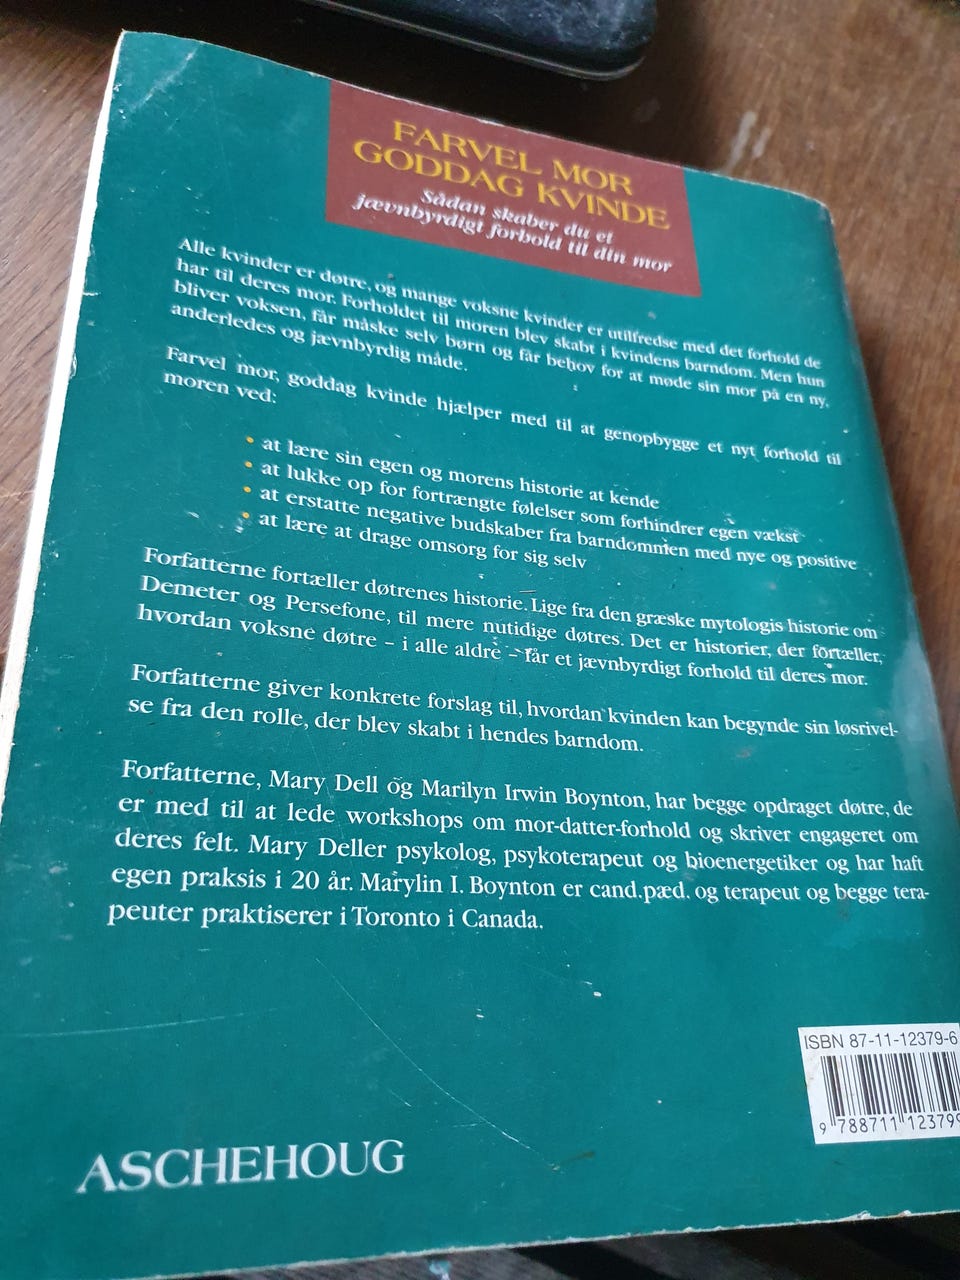 FARVEL MOR
GODDAG KVINDE
Sådan skaber du et
jævnbyrdigt forhold til din mor
Alle kvinder er døtre, og mange voksne kvinder er utilfredse med det forhold de
har til deres mor. Forholdet til moren blev skabt i kvindens barndom. Men hun
bliver voksen, får måske selv børn og får behov for at møde sin mor på en ny,
anderledes og jævnbyrdig måde.
Farvel mor, goddag kvinde hjælper med til at genopbygge et nyt forhold til
moren ved:
• at lære sin egen og morens historie at kende
• at lukke op for fortrængte følelser som forhindrer egen vækst
• at erstatte negative budskaber fra barndommen med nye og positive
• at lære at drage omsorg for sig selv
Forfatterne fortæller døtrenes historie. Lige fra den græske mytologis historie om
Demeter og Persefone, til mere nutidige døtres. Det er historier, der fortæller,
hvordan voksne døtre – i alle aldre – får et jævnbyrdigt forhold til deres mor.
Forfatterne giver konkrete forslag til, hvordan kvinden kan begynde sin løsrivel-
se fra den rolle, der blev skabt i hendes barndom.
Forfatterne, Mary Dell og Marilyn Irwin Boynton, har begge opdraget døtre, de
er med til at lede workshops om mor-datter-forhold og skriver engageret om
deres felt. Mary Deller psykolog, psykoterapeut og bioenergetiker og har haft
egen praksis i 20 år. Marylin I. Boynton er cand.pæd. og terapeut og begge tera-
peuter praktiserer i Toronto i Canada.
ISBN 87-11-12379-6
9 788711 123799
ASCHEHOUG